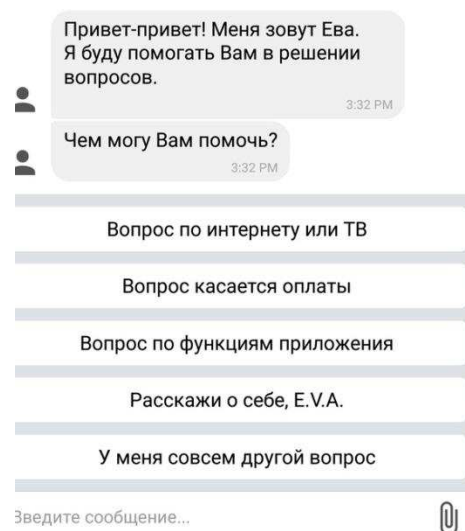 Привет-привет! Меня зовут Ева.
Я буду помогать Вам в решении
вопросов.
3:32 PM
Чем могу Вам помочь?
3:32 PM
Вопрос по интернету или ТВ
Вопрос касается оплаты
Вопрос по функциям приложения
Расскажи о себе, E.V.A.
У меня совсем другой вопрос
Введите сообщение...